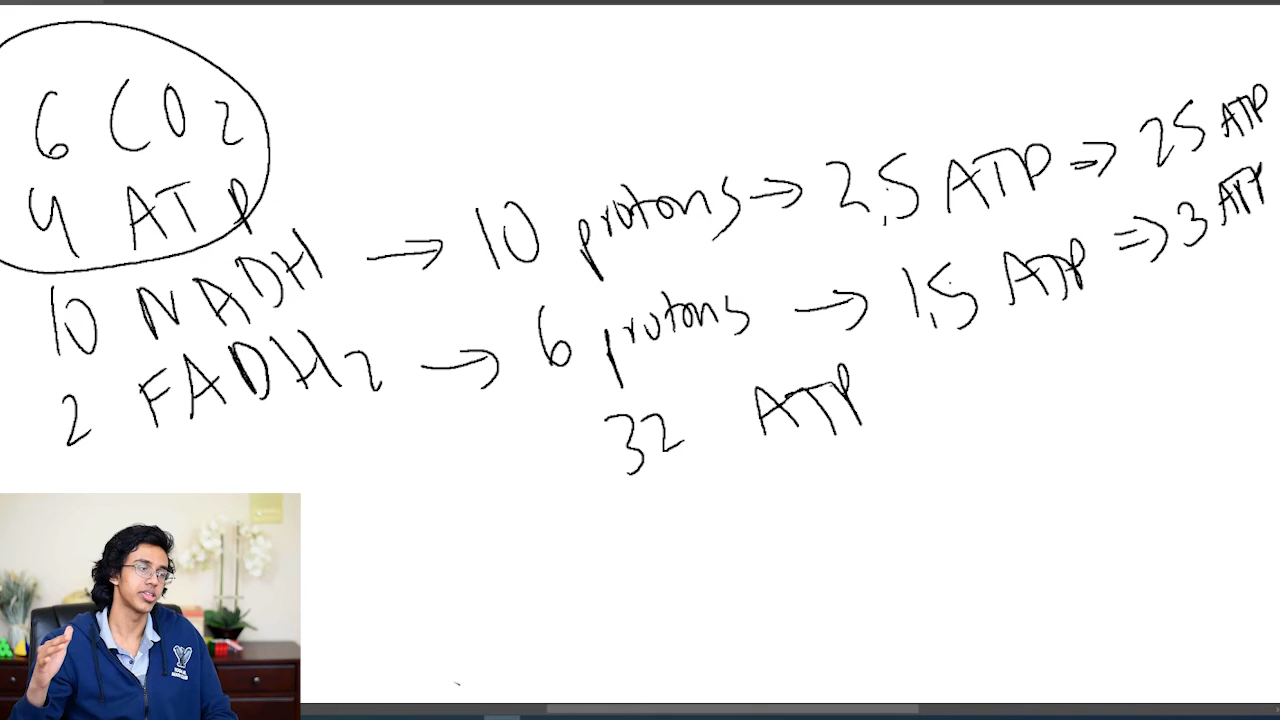 6 CO2
4 ATP
10 NADH → 10 protons → 2.5 ATP ⇒ 25 ATP
2 FADH2 → 6 protons → 1.5 ATP ⇒ 3 ATP
32 ATP